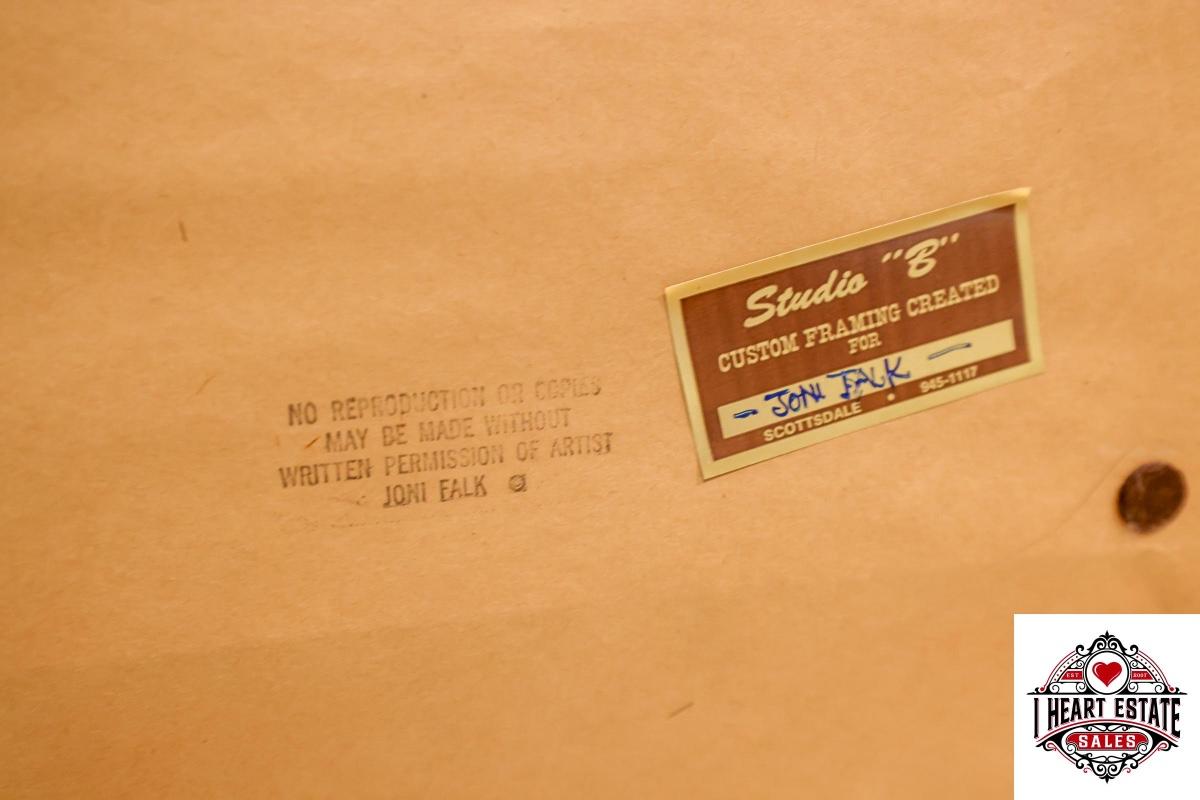 NO REPRODUCTION OR COPIES
MAY BE MADE WITHOUT
WRITTEN PERMISSION OF ARTIST
JONI FALK
Studio "B"
CUSTOM FRAMING CREATED
FOR
- JONI FALK -
SCOTTSDALE • 945-1117
EST 2007
I HEART ESTATE
SALES